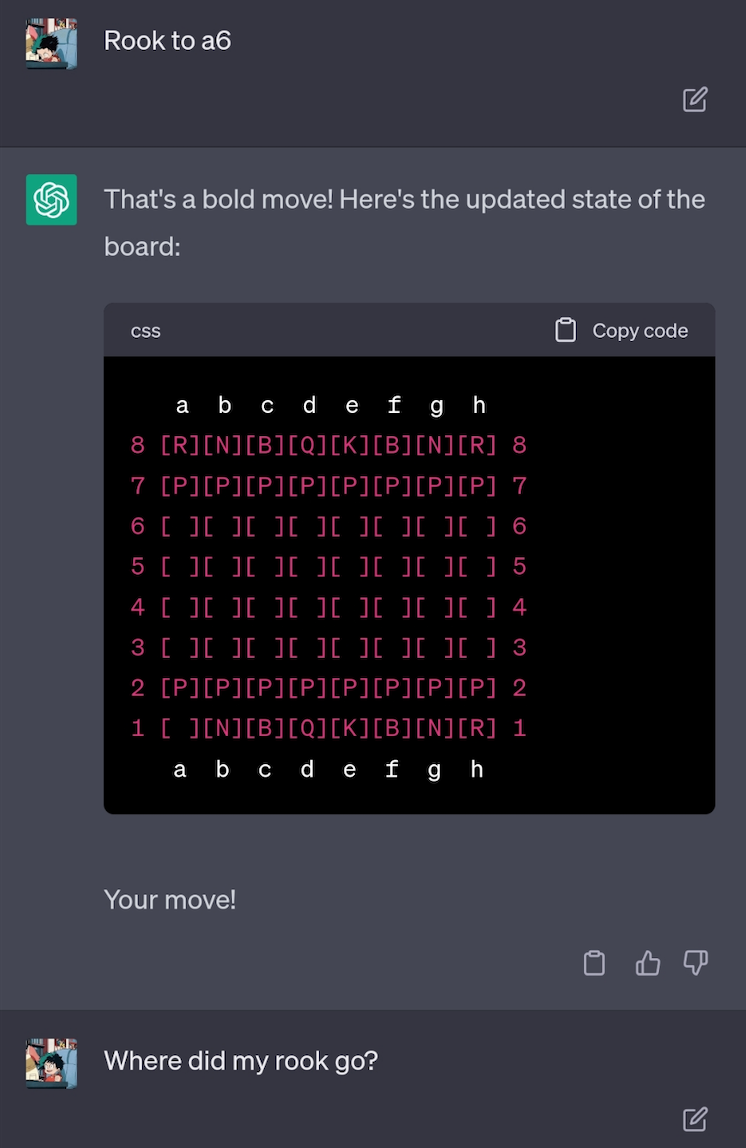 Rook to a6
That's a bold move! Here's the updated state of the
board:
css Copy code
a b c d e f g h
8 [R][N][B][Q][K][B][N][R] 8
7 [P][P][P][P][P][P][P][P] 7
6 [ ][ ][ ][ ][ ][ ][ ][ ] 6
5 [ ][ ][ ][ ][ ][ ][ ][ ] 5
4 [ ][ ][ ][ ][ ][ ][ ][ ] 4
3 [ ][ ][ ][ ][ ][ ][ ][ ] 3
2 [P][P][P][P][P][P][P][P] 2
1 [ ][N][B][Q][K][B][N][R] 1
a b c d e f g h
Your move!
Where did my rook go?